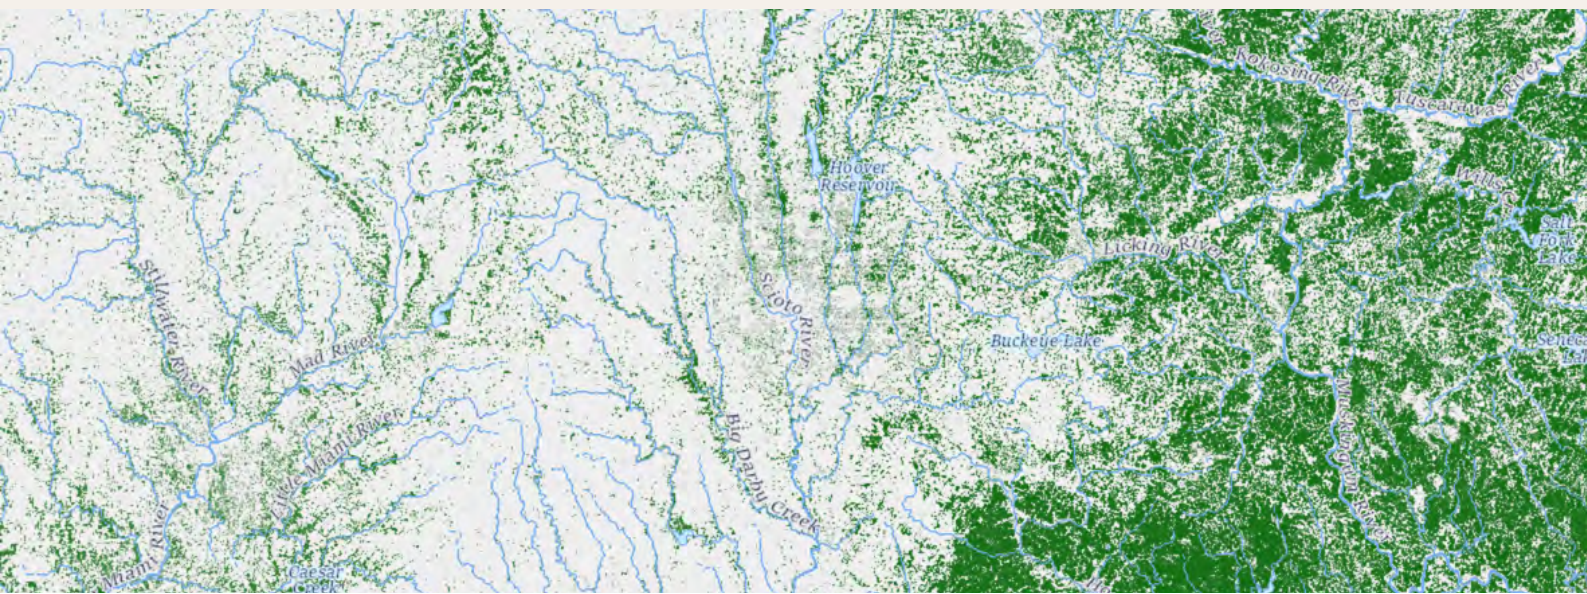 Kokosing River
Tuscarawas River
Hoover
Reservoir
Wills
Salt
Fork
Lake
Licking River
Stillwater River
Scioto River
Mad River
Buckeye Lake
Seneca
Big Darby Creek
Little Miami River
Muskingum River
Miami River
Caesar
Creek